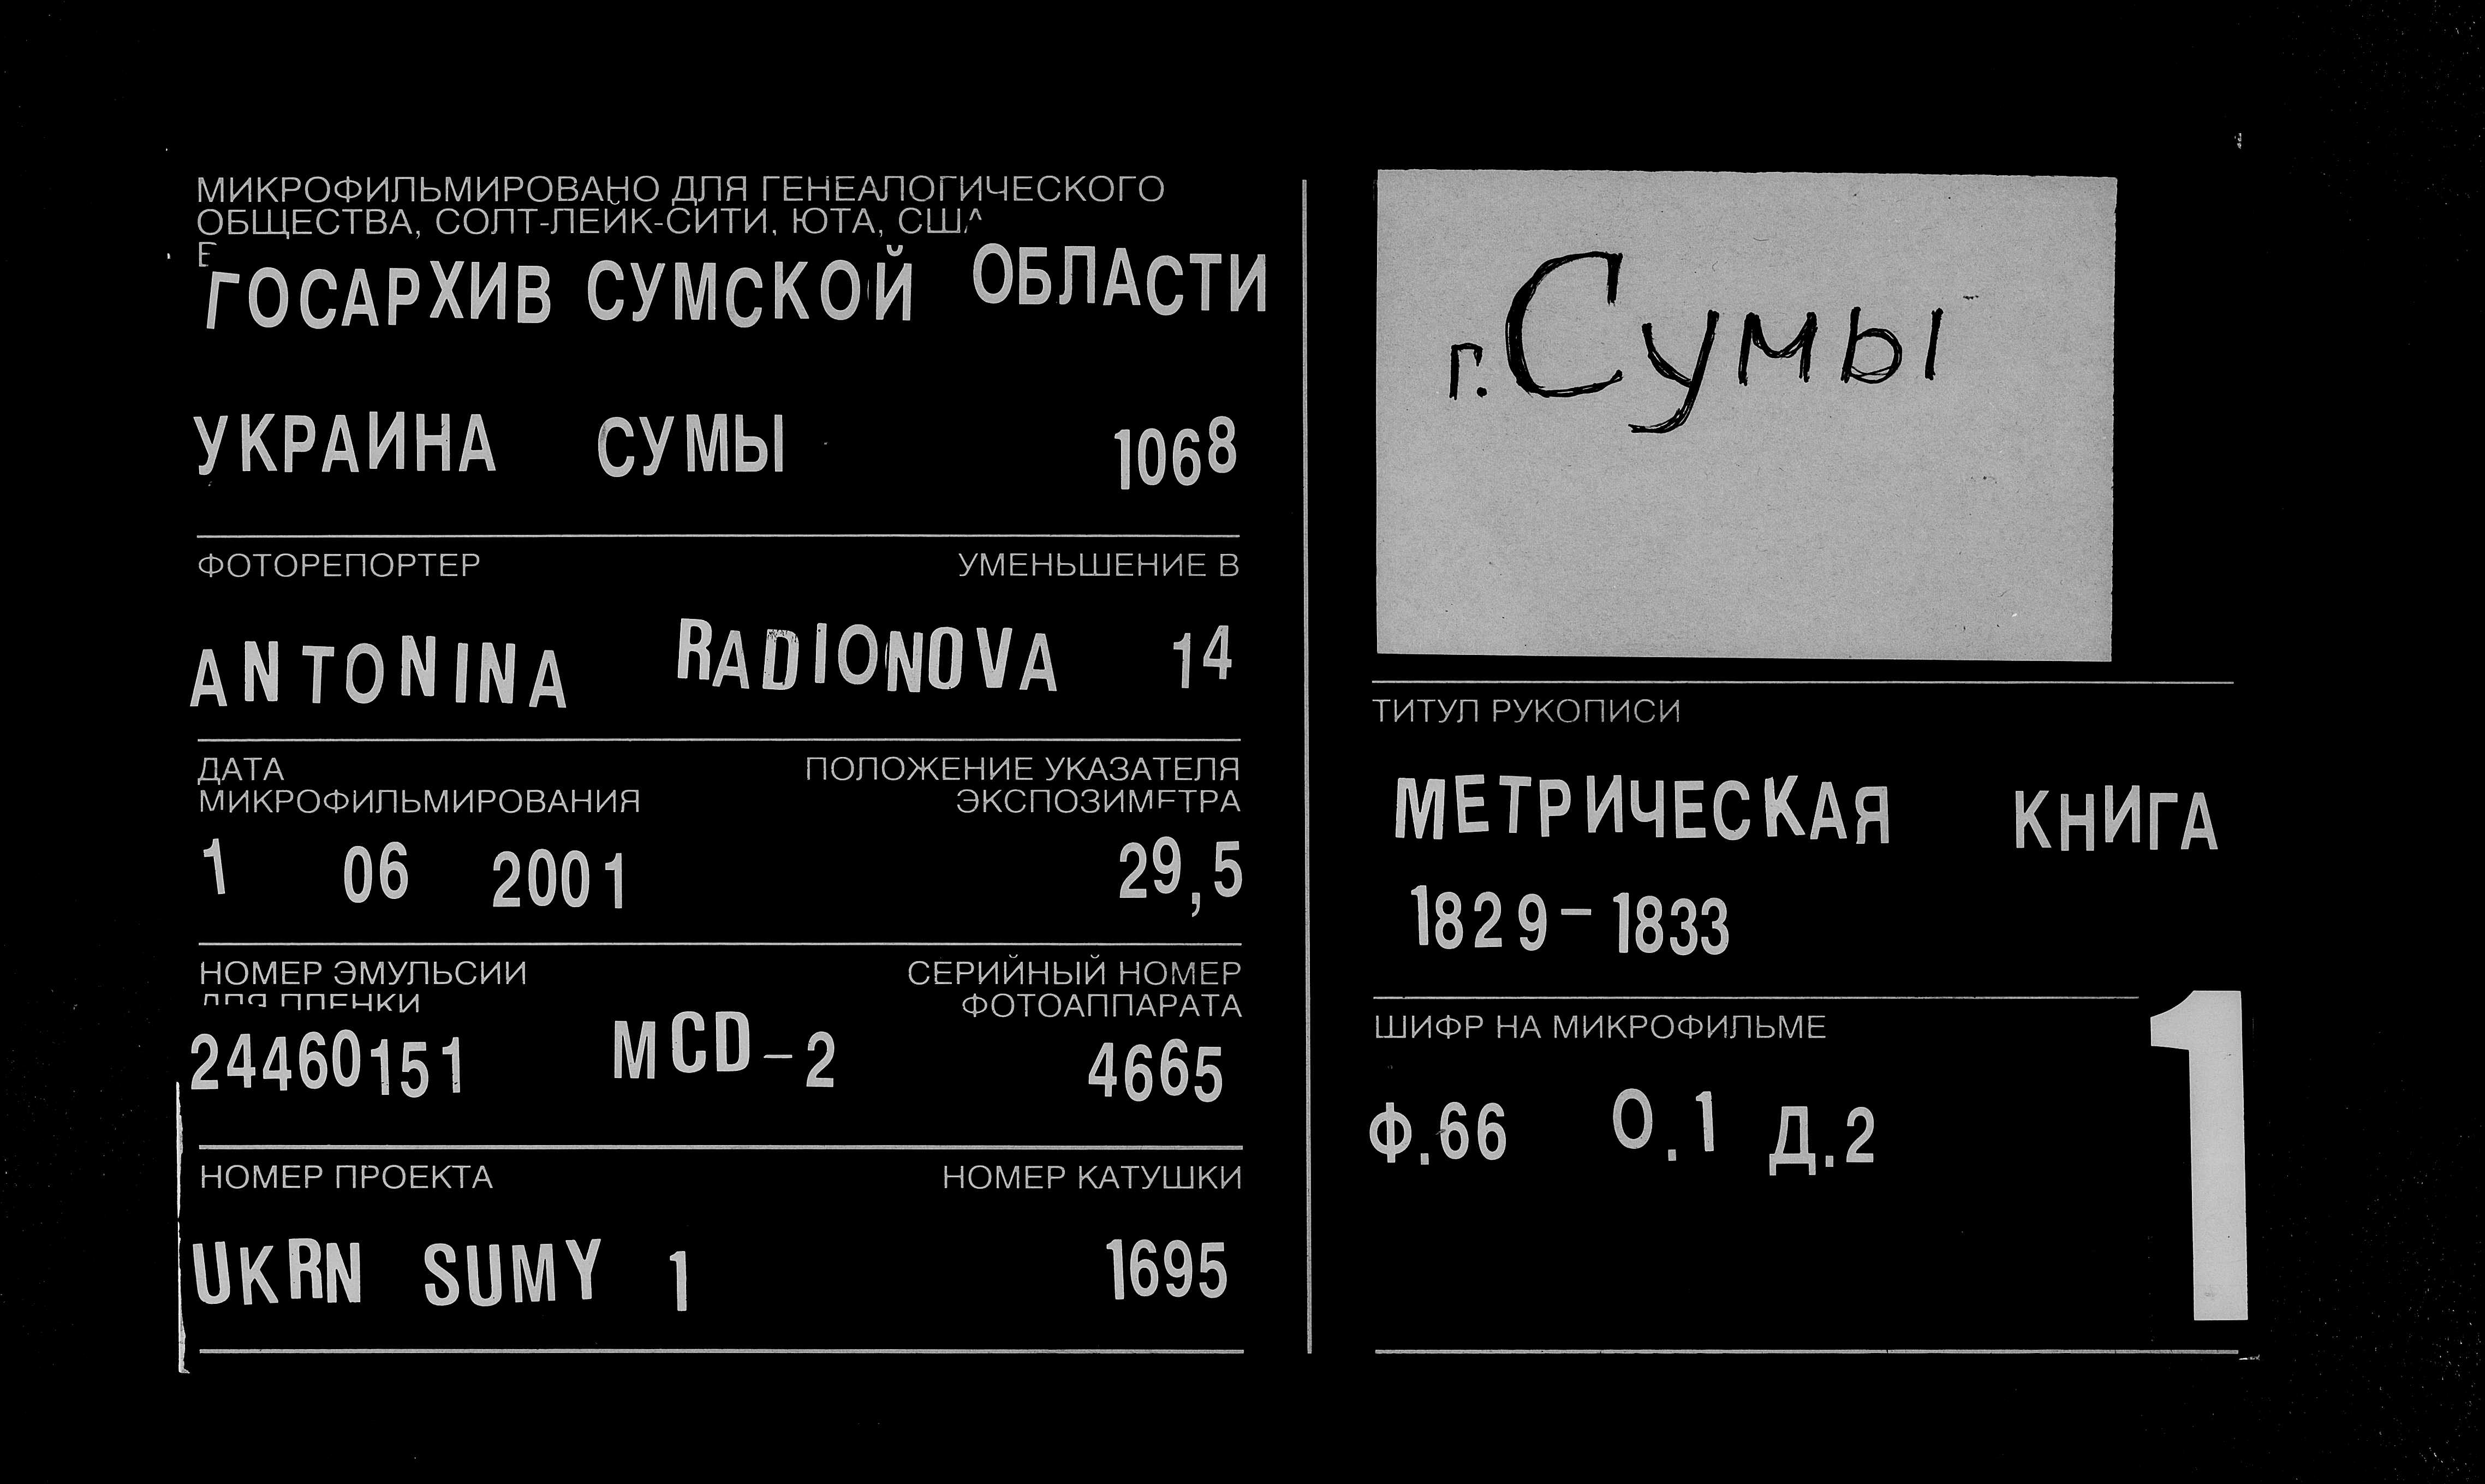 МИКРОФИЛЬМИРОВАНО ДЛЯ ГЕНЕАЛОГИЧЕСКОГО
ОБЩЕСТВА, СОЛТ-ЛЕЙК-СИТИ, ЮТА, США
В
ГОСАРХИВ СУМСКОЙ ОБЛАСТИ
УКРАИНА СУМЫ 1068
ФОТОРЕПОРТЕР УМЕНЬШЕНИЕ В
ANTONINA RADIONOVA 14
ДАТА ПОЛОЖЕНИЕ УКАЗАТЕЛЯ
МИКРОФИЛЬМИРОВАНИЯ ЭКСПОЗИМЕТРА
1 06 2001 29,5
НОМЕР ЭМУЛЬСИИ СЕРИЙНЫЙ НОМЕР
ДЛЯ ПЛЕНКИ ФОТОАППАРАТА
24460151 MCD-2 4665
НОМЕР ПРОЕКТА НОМЕР КАТУШКИ
UKRN SUMY 1 1695
г. Сумы
ТИТУЛ РУКОПИСИ
МЕТРИЧЕСКАЯ КНИГА
1829-1833
ШИФР НА МИКРОФИЛЬМЕ
Ф.66 О.1 Д.2
1